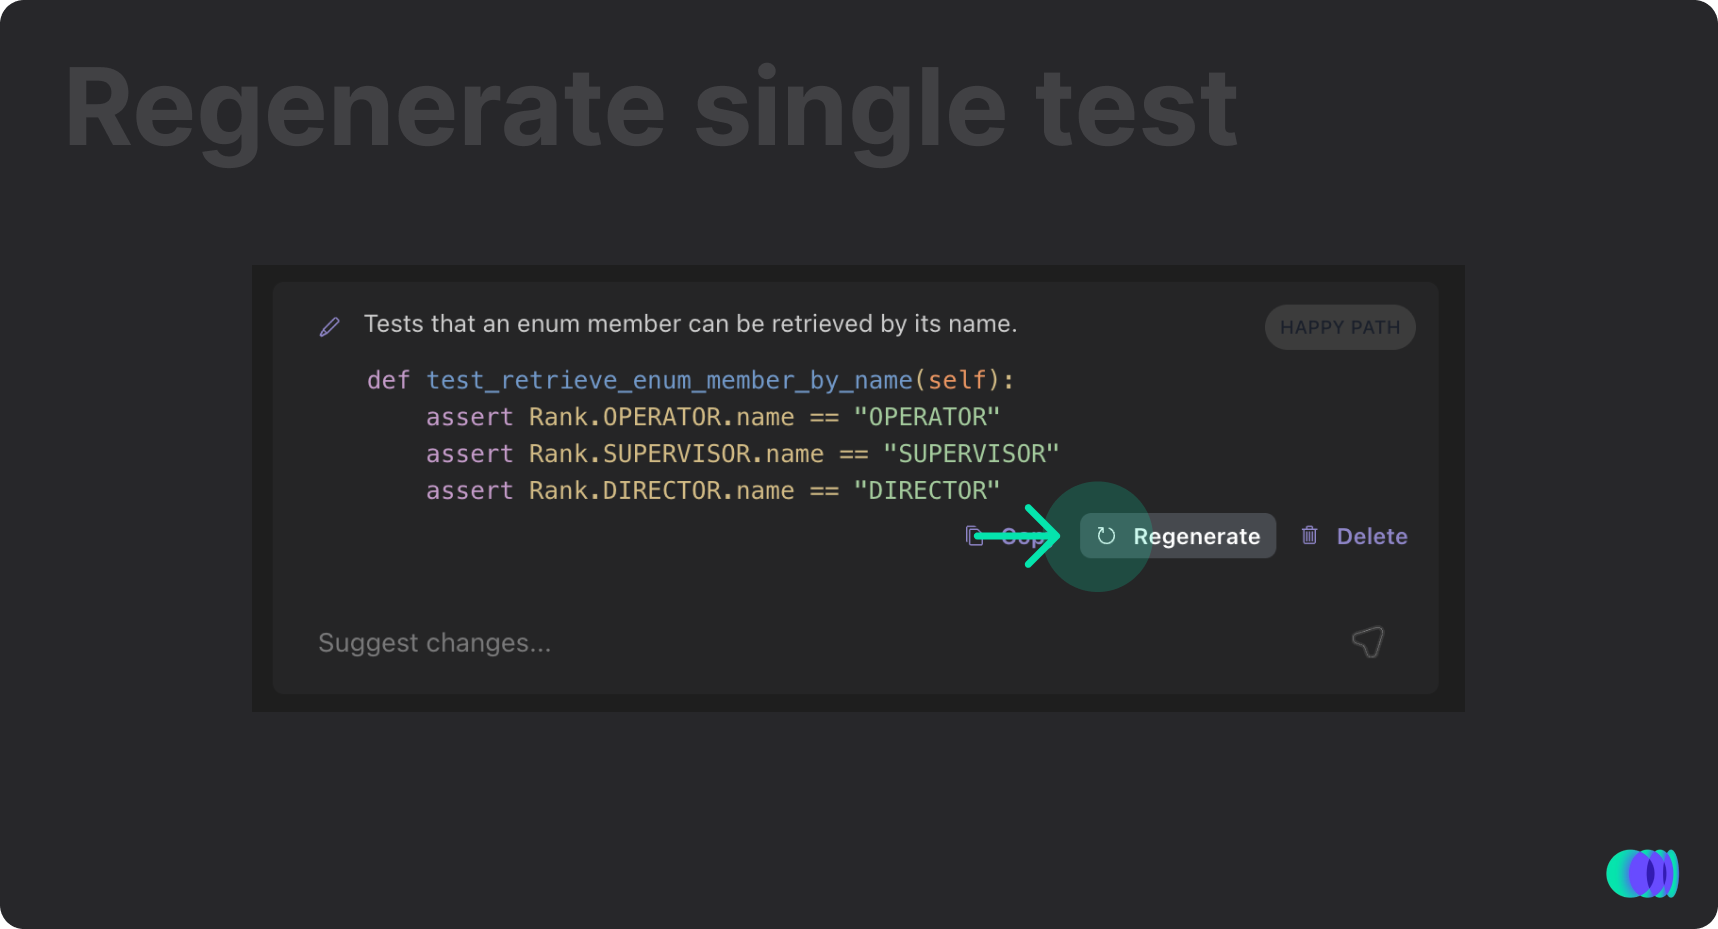 Regenerate single test
Tests that an enum member can be retrieved by its name.
HAPPY PATH
def test_retrieve_enum_member_by_name(self):
    assert Rank.OPERATOR.name == "OPERATOR"
    assert Rank.SUPERVISOR.name == "SUPERVISOR"
    assert Rank.DIRECTOR.name == "DIRECTOR"
Regenerate
Delete
Suggest changes...